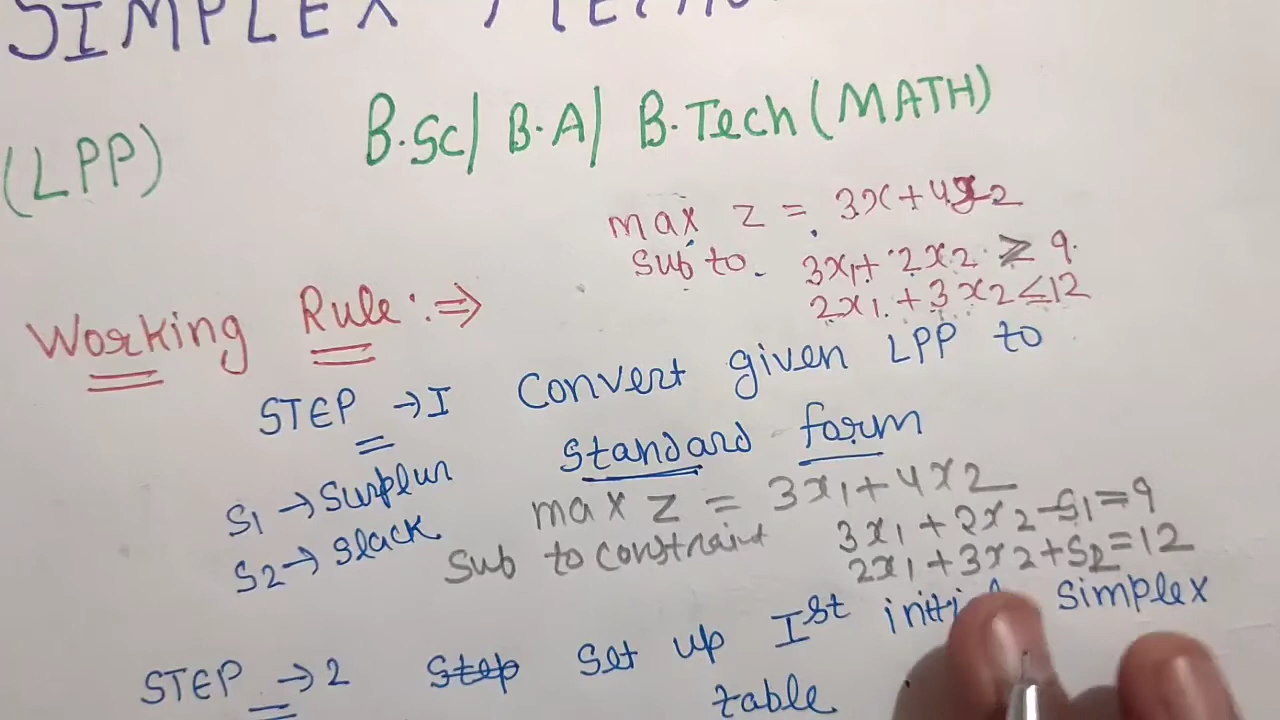 SIMPLEX
(LPP)
B.Sc/ B.A/ B.Tech (MATH)
max z = 3x + 4x2
sub to. 3x1 + 2x2 ≥ 9.
2x1 + 3x2 ≤ 12
Working Rule :⇒
STEP → I Convert given LPP to
standard form
S1 → Surplun
S2 → Slack
max z = 3x1 + 4x2
Sub to constraint 3x1 + 2x2 - S1 = 9
2x1 + 3x2 + S2 = 12
STEP → 2 Step Set up Ist simplex
table